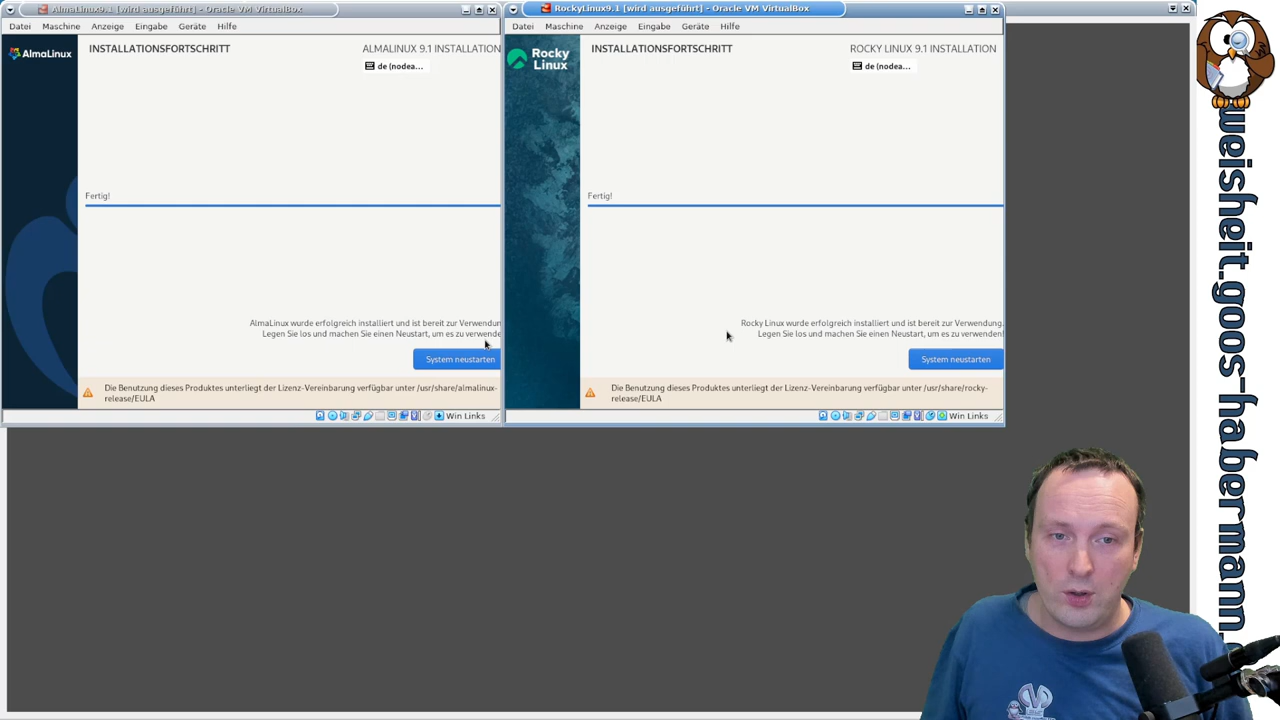 AlmaLinux9.1 [wird ausgeführt] - Oracle VM VirtualBox
Datei Maschine Anzeige Eingabe Geräte Hilfe
AlmaLinux
INSTALLATIONSFORTSCHRITT
ALMALINUX 9.1 INSTALLATION
de (nodea...
Fertig!
AlmaLinux wurde erfolgreich installiert und ist bereit zur Verwendun
Legen Sie los und machen Sie einen Neustart, um es zu verwende
System neustarten
Die Benutzung dieses Produktes unterliegt der Lizenz-Vereinbarung verfügbar unter /usr/share/almalinux-
release/EULA
Win Links
RockyLinux9.1 [wird ausgeführt] - Oracle VM VirtualBox
Datei Maschine Anzeige Eingabe Geräte Hilfe
Rocky
Linux
INSTALLATIONSFORTSCHRITT
ROCKY LINUX 9.1 INSTALLATION
de (nodea...
Fertig!
Rocky Linux wurde erfolgreich installiert und ist bereit zur Verwendung.
Legen Sie los und machen Sie einen Neustart, um es zu verwenden!
System neustarten
Die Benutzung dieses Produktes unterliegt der Lizenz-Vereinbarung verfügbar unter /usr/share/rocky-
release/EULA
Win Links
weisheit.goos-habermann.